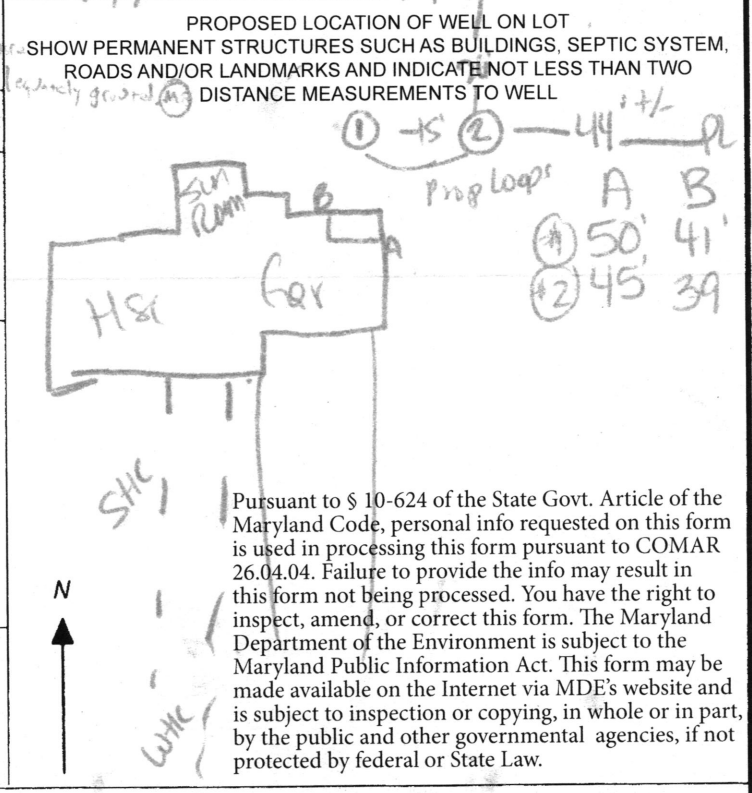 PROPOSED LOCATION OF WELL ON LOT
SHOW PERMANENT STRUCTURES SUCH AS BUILDINGS, SEPTIC SYSTEM,
ROADS AND/OR LANDMARKS AND INDICATE NOT LESS THAN TWO
DISTANCE MEASUREMENTS TO WELL
1 15' 2 44' +/- PL
Prop Loops A B
#1 50' 41'
#2 45' 39
Sun
Room
B
A
HSE
Gar
SHC
N
WHC
Pursuant to § 10-624 of the State Govt. Article of the
Maryland Code, personal info requested on this form
is used in processing this form pursuant to COMAR
26.04.04. Failure to provide the info may result in
this form not being processed. You have the right to
inspect, amend, or correct this form. The Maryland
Department of the Environment is subject to the
Maryland Public Information Act. This form may be
made available on the Internet via MDE's website and
is subject to inspection or copying, in whole or in part,
by the public and other governmental agencies, if not
protected by federal or State Law.